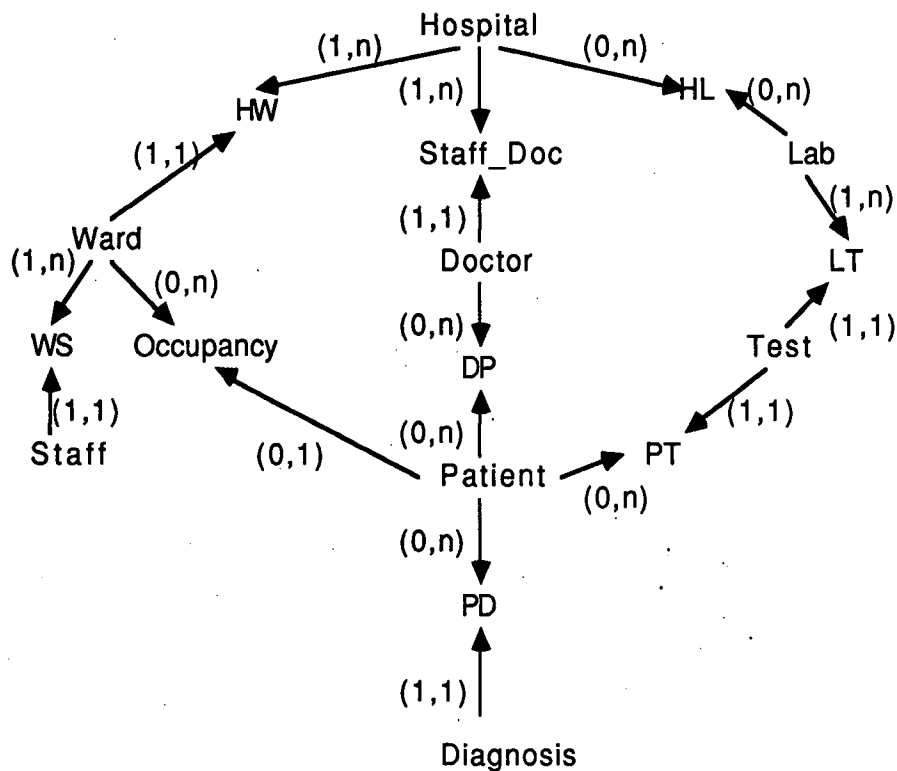 Hospital
(1,n)
(0,n)
(1,n)
HW
HL
(0,n)
(1,1)
Staff_Doc
Lab
(1,1)
(1,n)
Ward
(1,n)
(0,n)
Doctor
LT
(0,n)
(1,1)
WS
Occupancy
DP
Test
(1,1)
(0,1)
(0,n)
(1,1)
Staff
Patient
PT
(0,n)
(0,n)
PD
(1,1)
Diagnosis